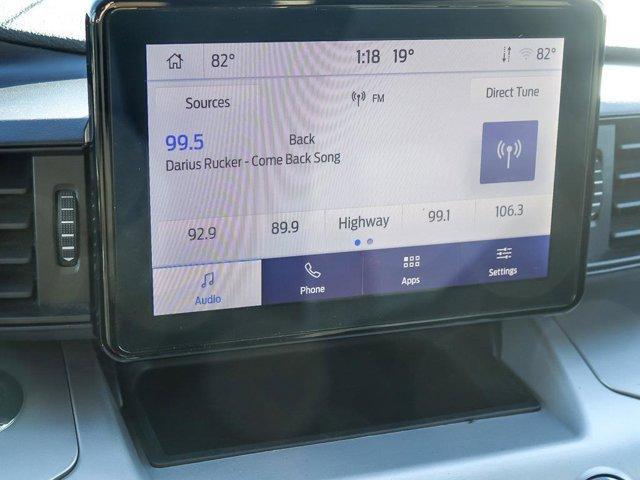 82° 1:18 19° 82°
Sources FM Direct Tune
99.5 Back
Darius Rucker - Come Back Song
92.9 89.9 Highway 99.1 106.3
Audio Phone Apps Settings